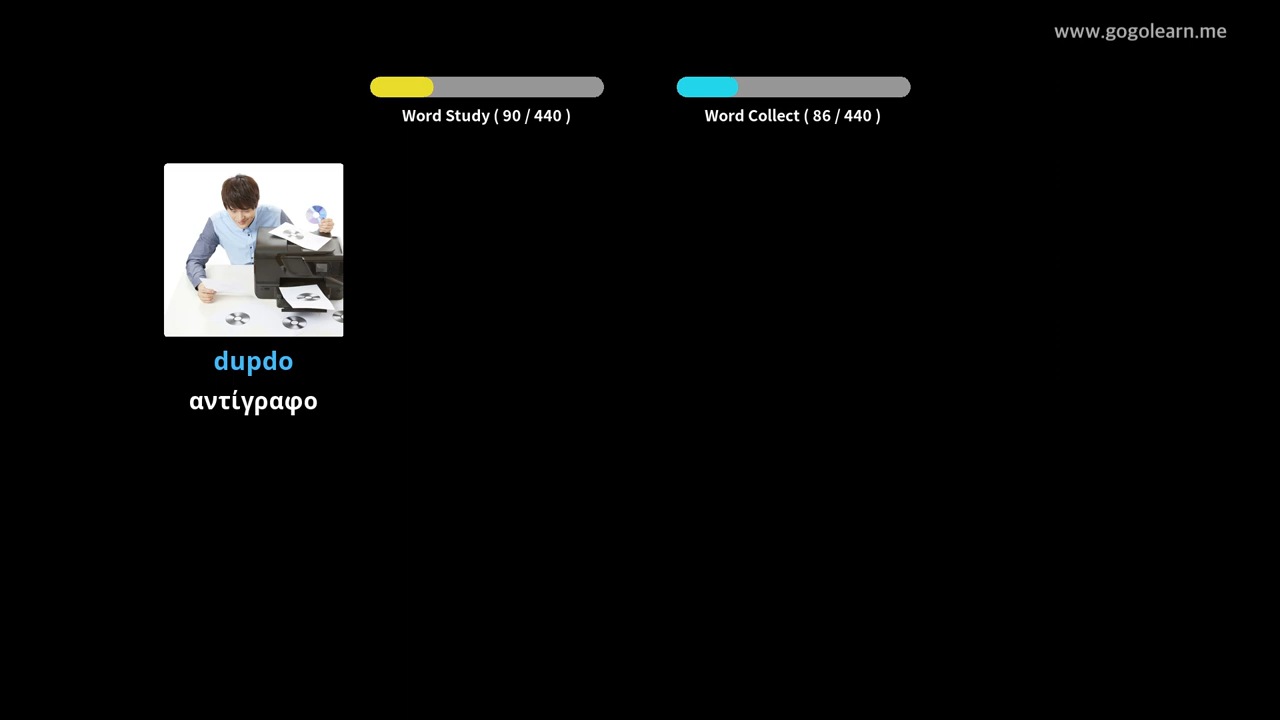 www.gogolearn.me
Word Study ( 90 / 440 )
Word Collect ( 86 / 440 )
dupdo
αντίγραφο